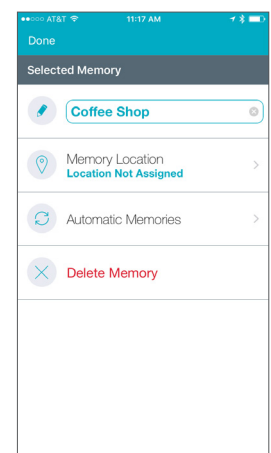 AT&T 11:17 AM
Done
Selected Memory
Coffee Shop
Memory Location
Location Not Assigned
Automatic Memories
Delete Memory